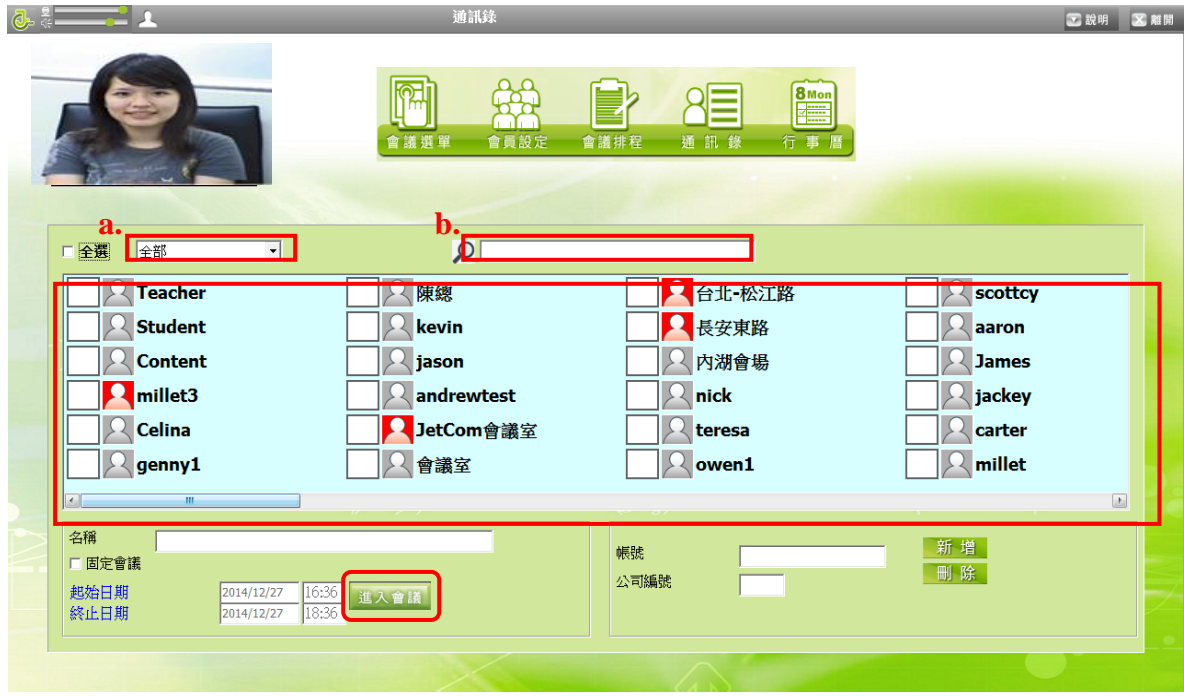 通訊錄
說明 離開
8 Mon
會議選單 會員設定 會議排程 通訊錄 行事曆
a. b.
全選 全部
Teacher 陳總 台北-松江路 scottcy
Student kevin 長安東路 aaron
Content jason 內湖會場 James
millet3 andrewtest nick jackey
Celina JetCom會議室 teresa carter
genny1 會議室 owen1 millet
名稱
固定會議
起始日期 2014/12/27 16:36 進入會議
終止日期 2014/12/27 18:36
帳號 新增
公司編號 刪除